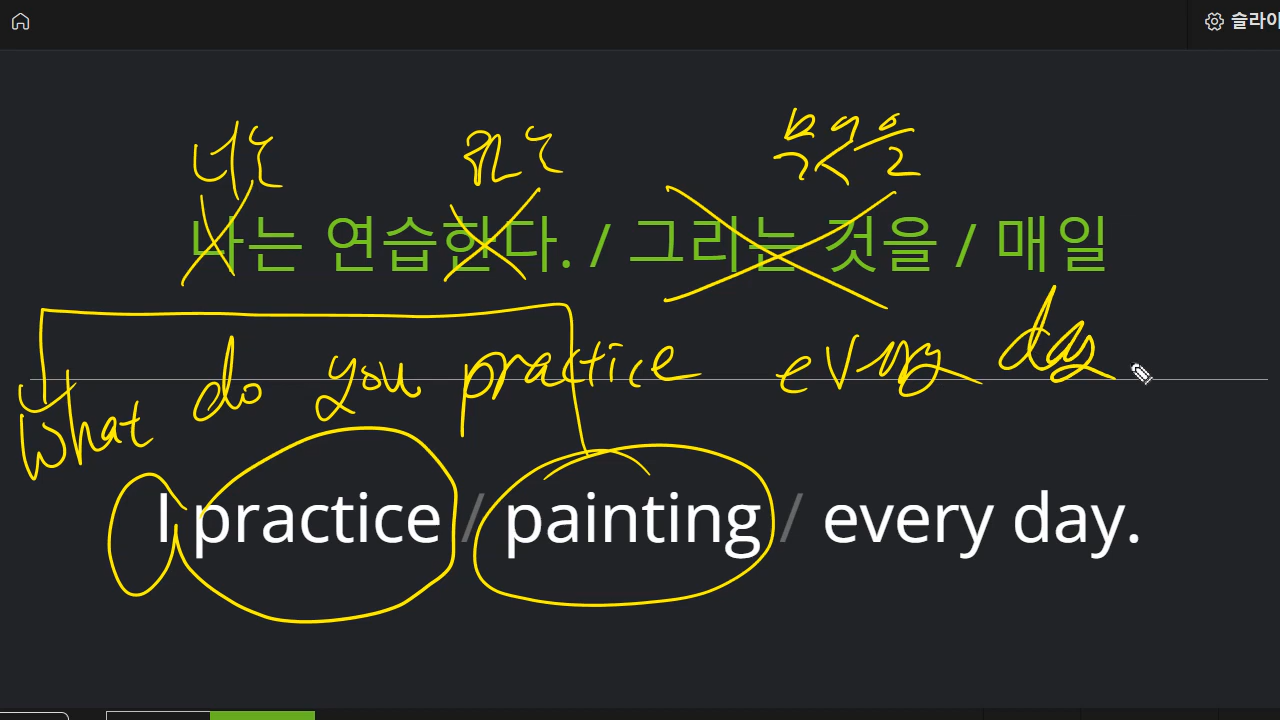 슬라이
너는 하는 무엇을
나는 연습한다. / 그리는 것을 / 매일
What do you practice every day
I practice / painting / every day.